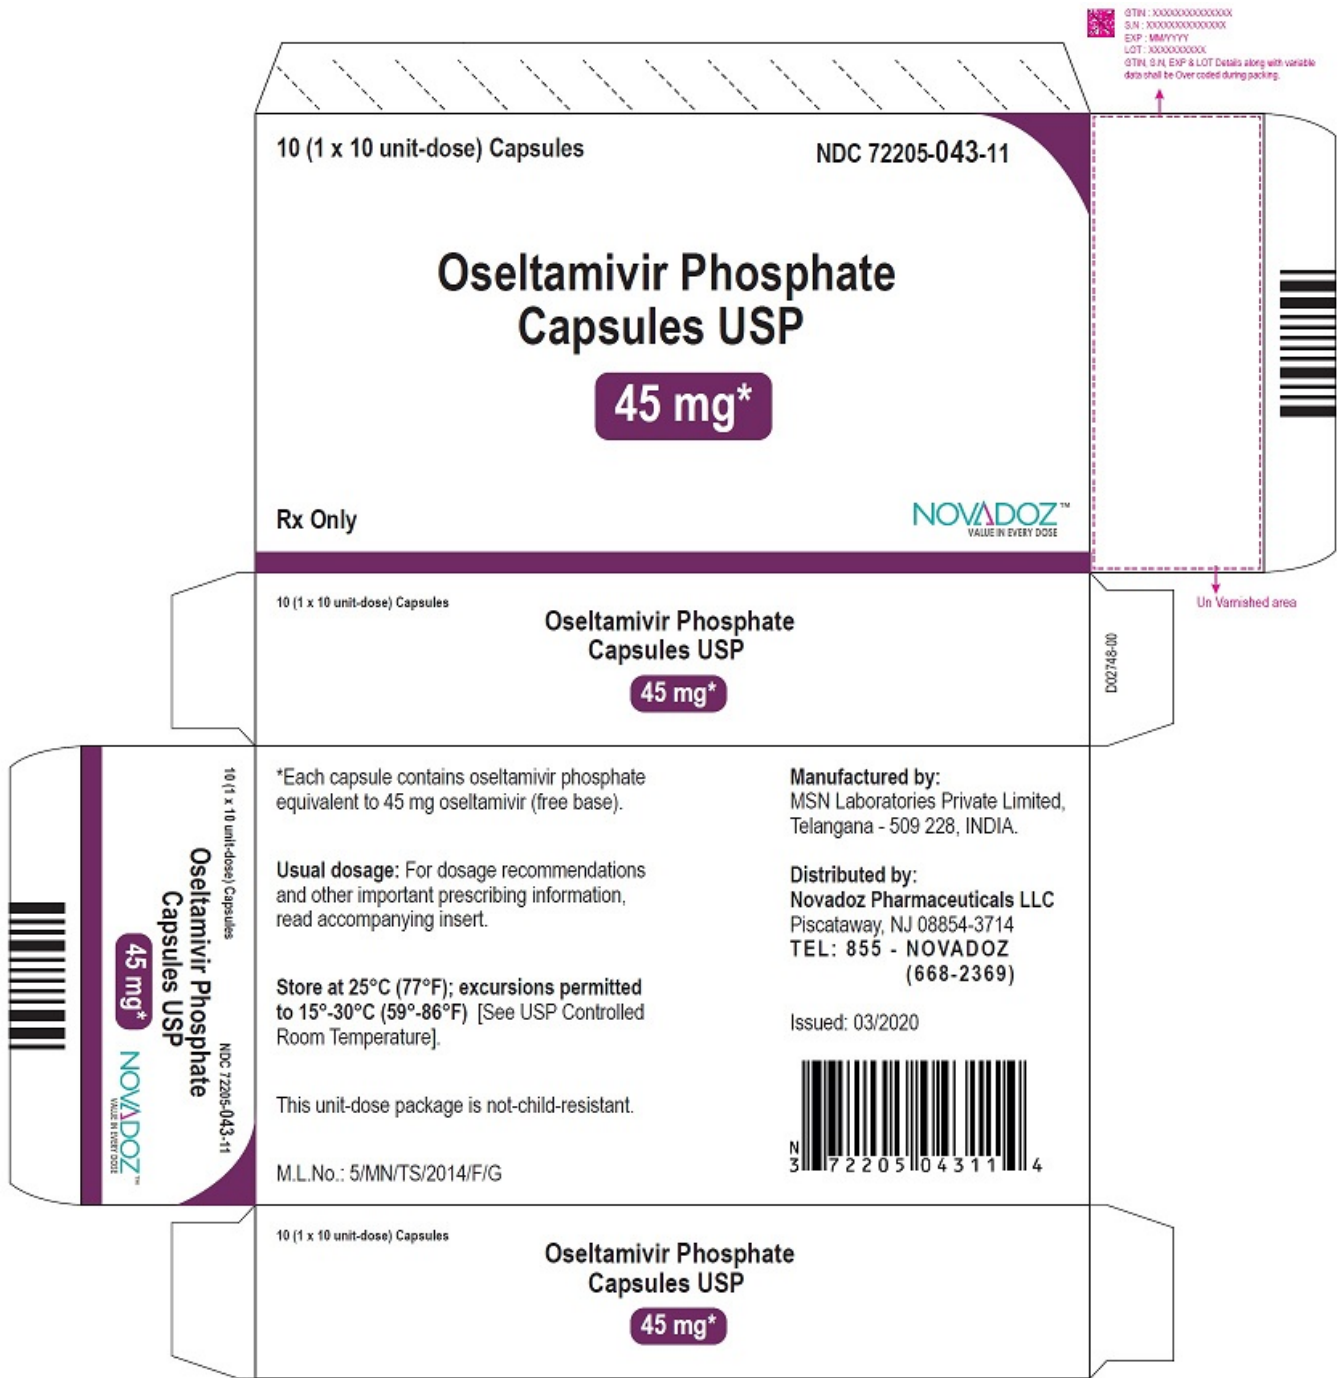 GTIN : XXXXXXXXXXXXXX
S.N : XXXXXXXXXXXXXX
EXP : MM/YYYY
LOT : XXXXXXXXXX
GTIN, S.N, EXP & LOT Details along with variable
data shall be Over coded during packing.
10 (1 x 10 unit-dose) Capsules
NDC 72205-043-11
Oseltamivir Phosphate
Capsules USP
45 mg*
Rx Only
NOVADOZ™
VALUE IN EVERY DOSE
Un Varnished area
10 (1 x 10 unit-dose) Capsules
Oseltamivir Phosphate
Capsules USP
45 mg*
D02748-00
10 (1 x 10 unit-dose) Capsules
NDC 72205-043-11
Oseltamivir Phosphate
Capsules USP
45 mg*
NOVADOZ™
VALUE IN EVERY DOSE
*Each capsule contains oseltamivir phosphate
equivalent to 45 mg oseltamivir (free base).
Usual dosage: For dosage recommendations
and other important prescribing information,
read accompanying insert.
Store at 25°C (77°F); excursions permitted
to 15°-30°C (59°-86°F) [See USP Controlled
Room Temperature].
This unit-dose package is not-child-resistant.
M.L.No.: 5/MN/TS/2014/F/G
Manufactured by:
MSN Laboratories Private Limited,
Telangana - 509 228, INDIA.
Distributed by:
Novadoz Pharmaceuticals LLC
Piscataway, NJ 08854-3714
TEL: 855 - NOVADOZ
(668-2369)
Issued: 03/2020
N
3 72205 04311 4
10 (1 x 10 unit-dose) Capsules
Oseltamivir Phosphate
Capsules USP
45 mg*